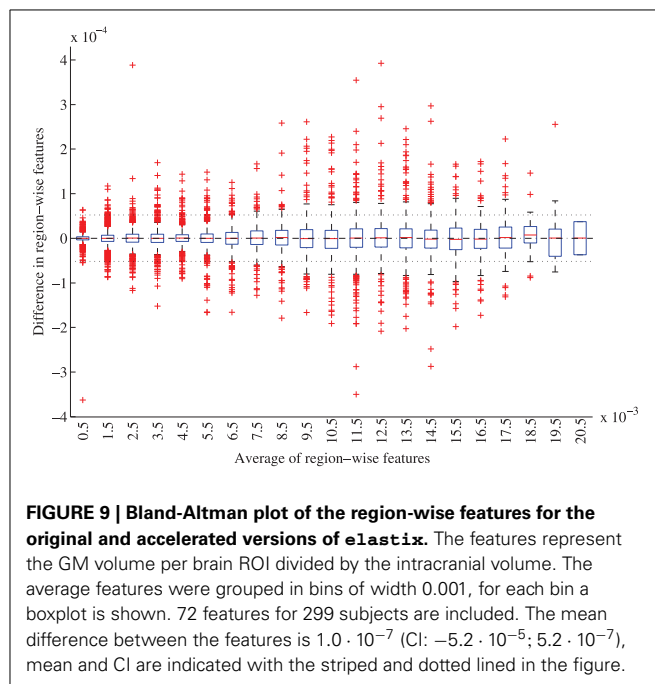 x 10⁻⁴
4
2
1
0
−1
−2
−4
Difference in region−wise features
0.5 1.5 2.5 3.5 4.5 5.5 6.5 7.5 8.5 9.5 10.5 11.5 12.5 13.5 14.5 15.5 16.5 17.5 18.5 19.5 20.5
x 10⁻³
Average of region−wise features
FIGURE 9 | Bland-Altman plot of the region-wise features for the
original and accelerated versions of elastix. The features represent
the GM volume per brain ROI divided by the intracranial volume. The
average features were grouped in bins of width 0.001, for each bin a
boxplot is shown. 72 features for 299 subjects are included. The mean
difference between the features is 1.0 · 10⁻⁷ (CI: −5.2 · 10⁻⁵; 5.2 · 10⁻⁷),
mean and CI are indicated with the striped and dotted lined in the figure.